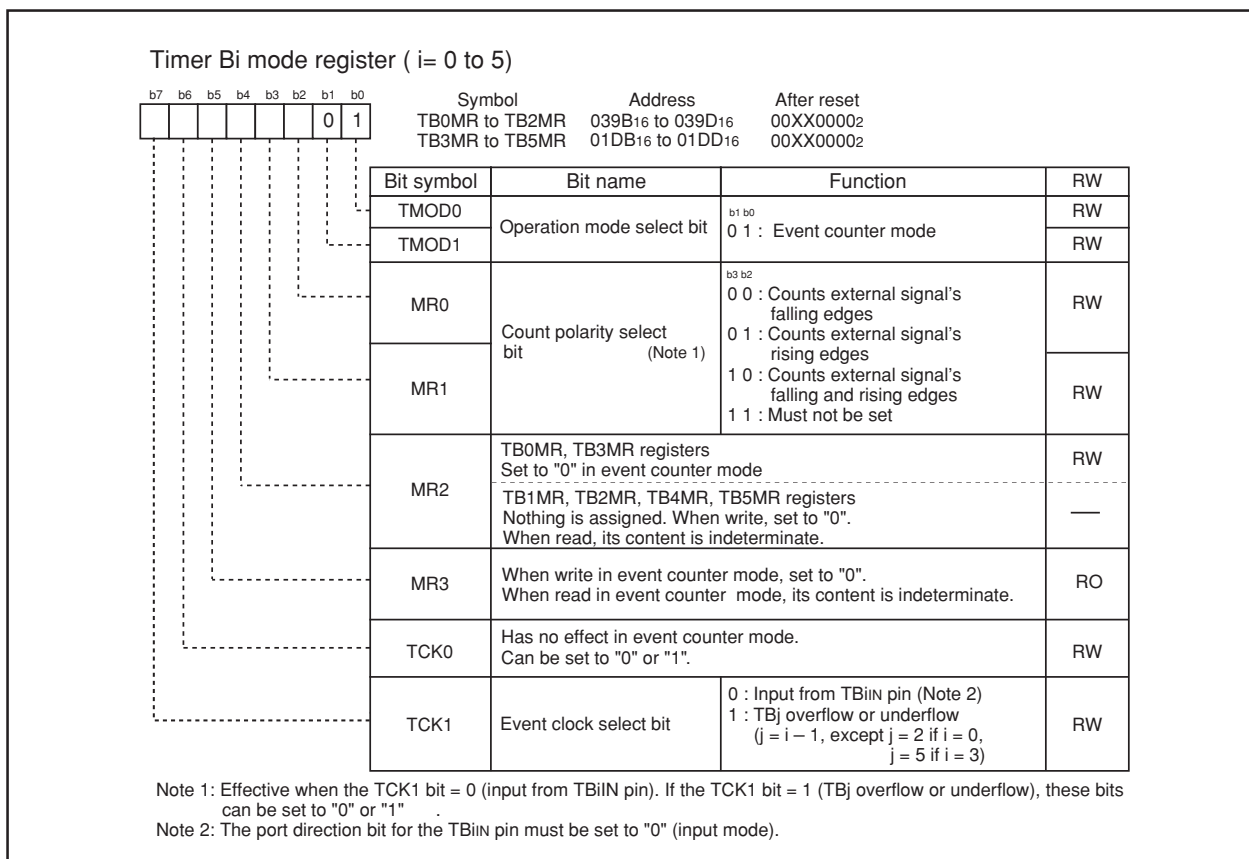 Timer Bi mode register ( i= 0 to 5)
b7 b6 b5 b4 b3 b2 b1 b0
0 1
Symbol Address After reset
TB0MR to TB2MR 039B16 to 039D16 00XX00002
TB3MR to TB5MR 01DB16 to 01DD16 00XX00002
Bit symbol Bit name Function RW
TMOD0 RW
TMOD1 RW
Operation mode select bit
b1 b0
0 1 : Event counter mode
MR0 RW
MR1 RW
Count polarity select
bit (Note 1)
b3 b2
0 0 : Counts external signal's
falling edges
0 1 : Counts external signal's
rising edges
1 0 : Counts external signal's
falling and rising edges
1 1 : Must not be set
MR2
TB0MR, TB3MR registers
Set to "0" in event counter mode
RW
TB1MR, TB2MR, TB4MR, TB5MR registers
Nothing is assigned. When write, set to "0".
When read, its content is indeterminate.
—
MR3
When write in event counter mode, set to "0".
When read in event counter mode, its content is indeterminate.
RO
TCK0
Has no effect in event counter mode.
Can be set to "0" or "1".
RW
TCK1
Event clock select bit
0 : Input from TBiIN pin (Note 2)
1 : TBj overflow or underflow
(j = i – 1, except j = 2 if i = 0,
j = 5 if i = 3)
RW
Note 1: Effective when the TCK1 bit = 0 (input from TBiIN pin). If the TCK1 bit = 1 (TBj overflow or underflow), these bits
can be set to "0" or "1" .
Note 2: The port direction bit for the TBiIN pin must be set to "0" (input mode).